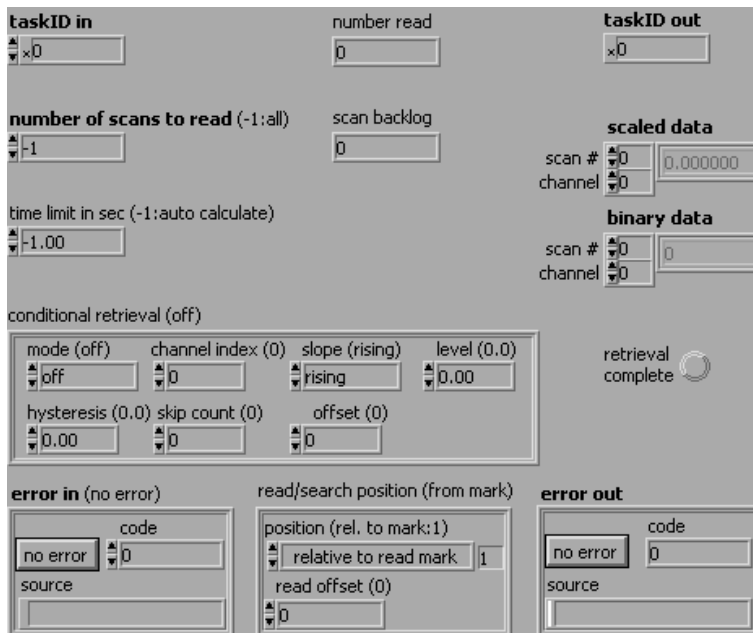 taskID in number read taskID out
×0 0 ×0
number of scans to read (-1:all) scan backlog scaled data
-1 0
scan # 0 0.000000
channel 0
time limit in sec (-1:auto calculate) binary data
-1.00
scan # 0 0
channel 0
conditional retrieval (off)
mode (off) channel index (0) slope (rising) level (0.0) retrieval
off 0 rising 0.00 complete
hysteresis (0.0) skip count (0) offset (0)
0.00 0 0
error in (no error) read/search position (from mark) error out
code position (rel. to mark:1) code
no error 0 relative to read mark 1 no error 0
source read offset (0) source
0